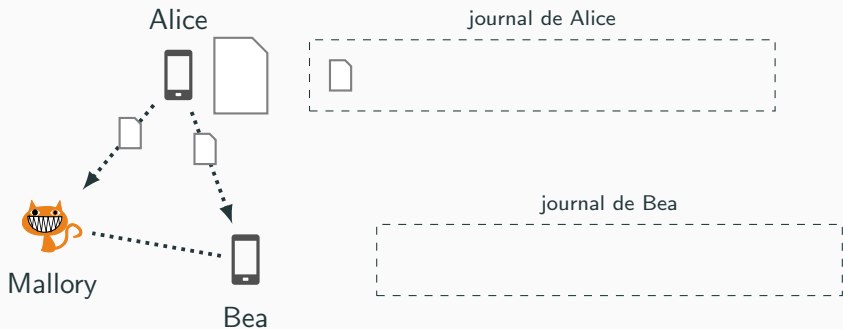 Alice
journal de Alice
journal de Bea
Mallory
Bea